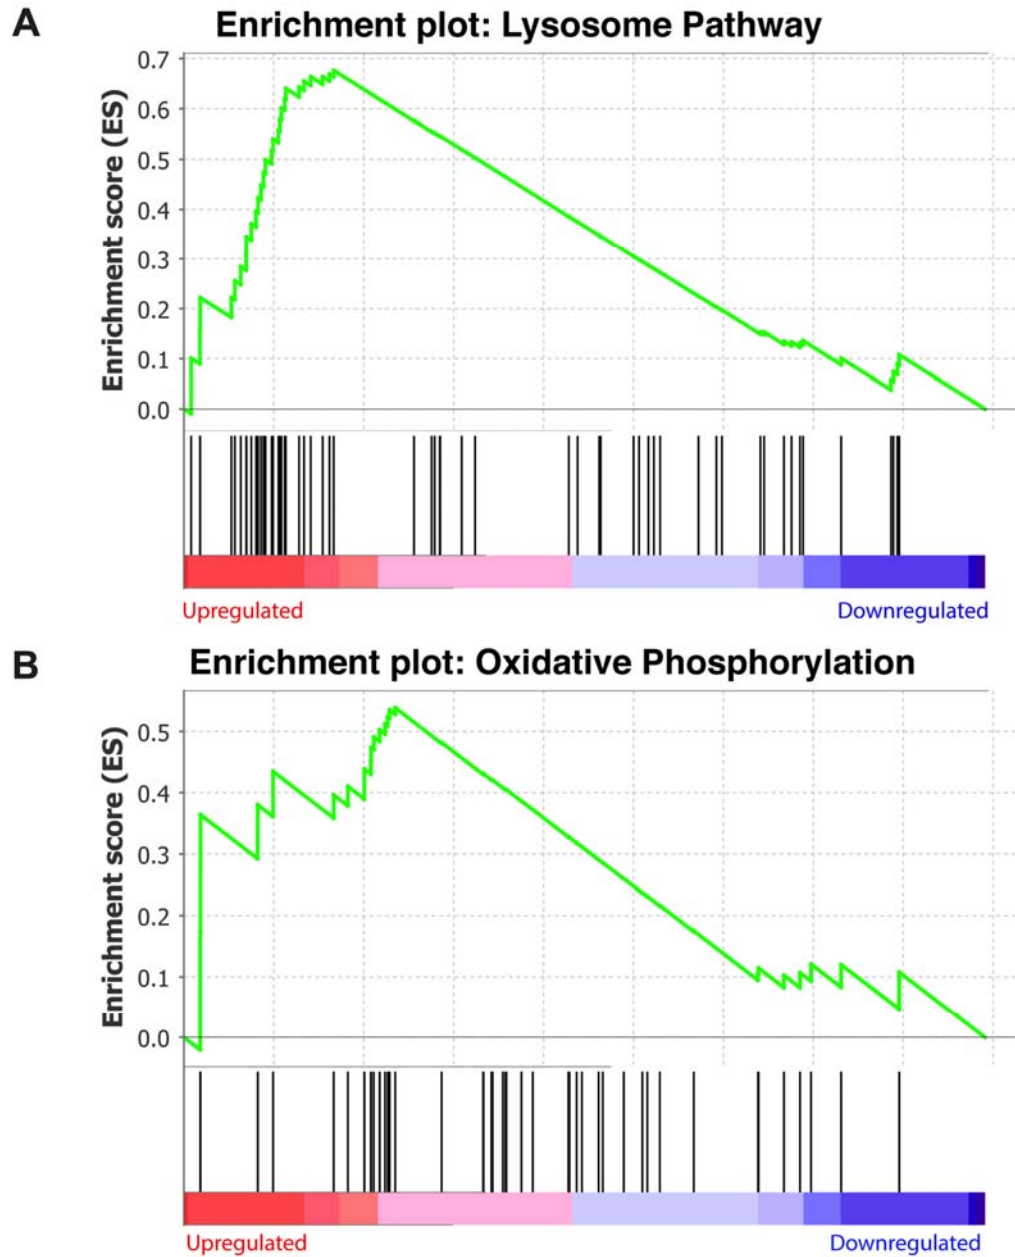 A
Enrichment plot: Lysosome Pathway
Enrichment score (ES)
0.7
0.6
0.5
0.4
0.3
0.2
0.1
0.0
Upregulated
Downregulated
B
Enrichment plot: Oxidative Phosphorylation
Enrichment score (ES)
0.5
0.4
0.3
0.2
0.1
0.0
Upregulated
Downregulated